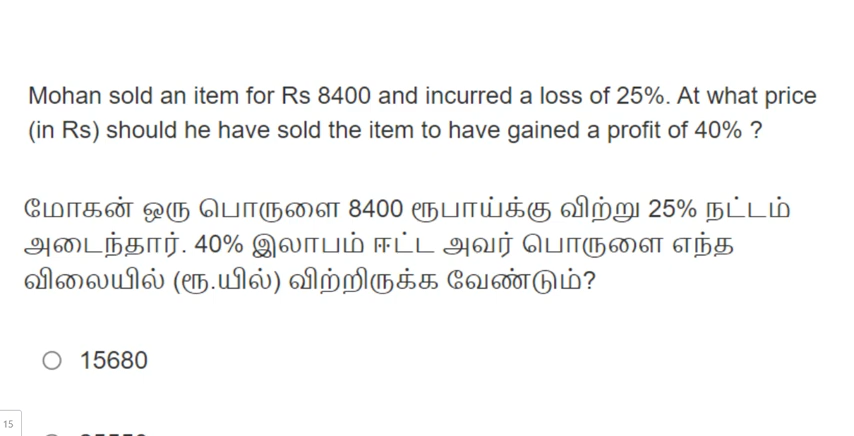 Mohan sold an item for Rs 8400 and incurred a loss of 25%. At what price
(in Rs) should he have sold the item to have gained a profit of 40% ?
மோகன் ஒரு பொருளை 8400 ரூபாய்க்கு விற்று 25% நட்டம்
அடைந்தார். 40% இலாபம் ஈட்ட அவர் பொருளை எந்த
விலையில் (ரூ.யில்) விற்றிருக்க வேண்டும்?
15680
15